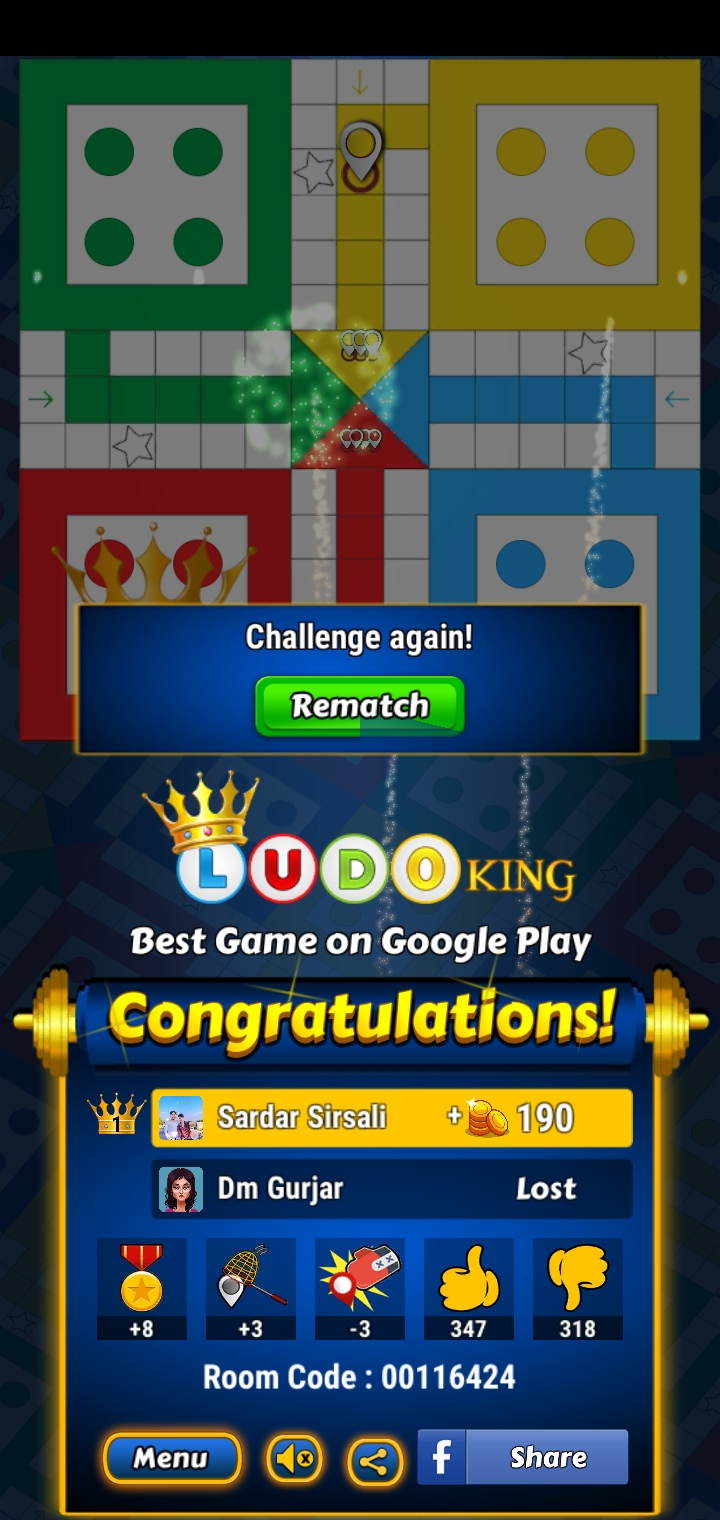 Challenge again!
Rematch
LUDO KING
Best Game on Google Play
Congratulations!
1 Sardar Sirsali + 190
Dm Gurjar Lost
+8 +3 -3 347 318
Room Code : 00116424
Menu f Share